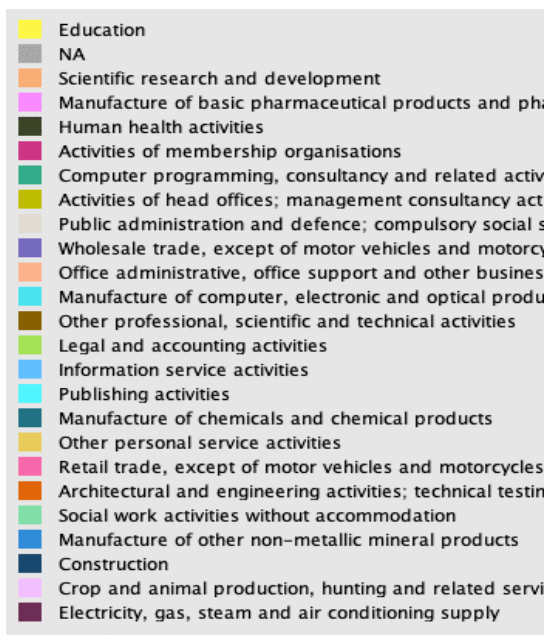 Education
NA
Scientific research and development
Manufacture of basic pharmaceutical products and pha
Human health activities
Activities of membership organisations
Computer programming, consultancy and related activ
Activities of head offices; management consultancy act
Public administration and defence; compulsory social s
Wholesale trade, except of motor vehicles and motorcy
Office administrative, office support and other busines
Manufacture of computer, electronic and optical produ
Other professional, scientific and technical activities
Legal and accounting activities
Information service activities
Publishing activities
Manufacture of chemicals and chemical products
Other personal service activities
Retail trade, except of motor vehicles and motorcycles
Architectural and engineering activities; technical testin
Social work activities without accommodation
Manufacture of other non-metallic mineral products
Construction
Crop and animal production, hunting and related servi
Electricity, gas, steam and air conditioning supply